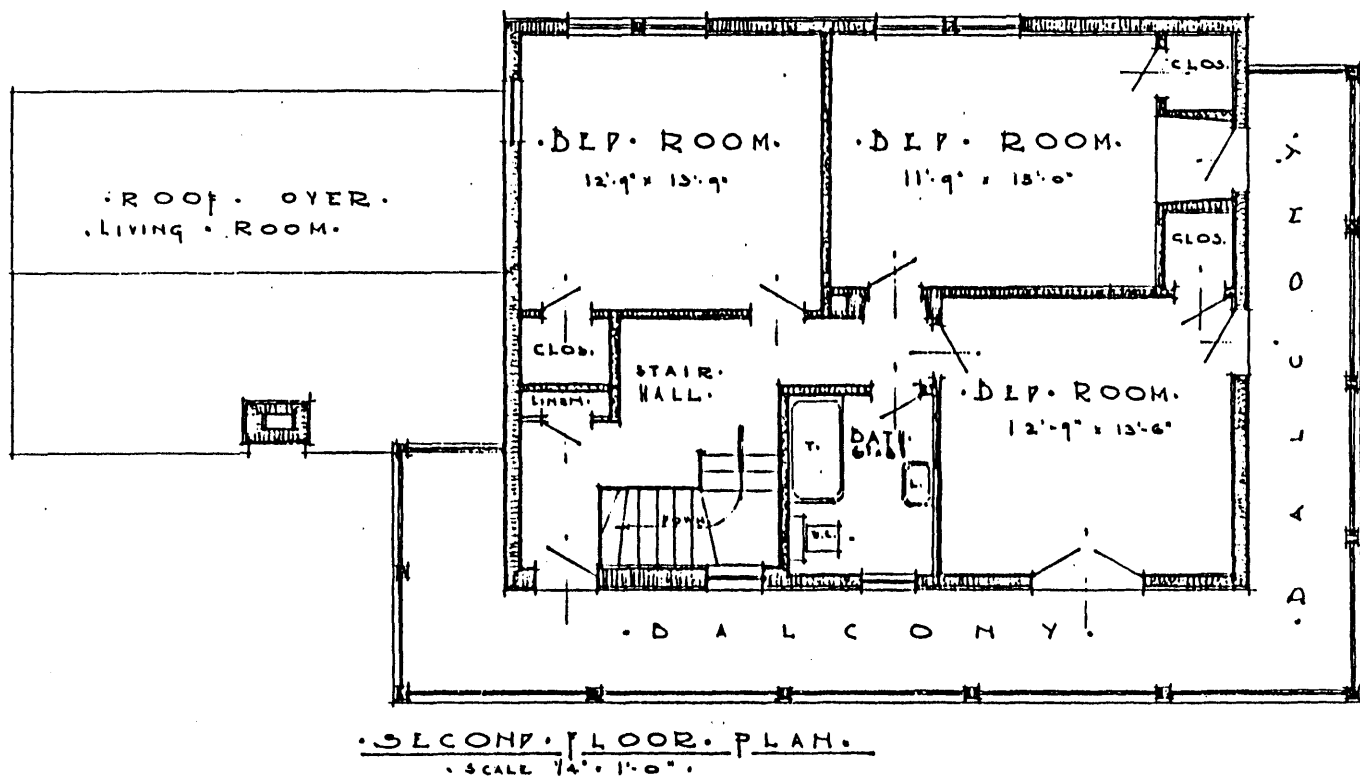 CLOS.
BED ROOM.
12'-9" x 13'-9"
BED ROOM.
11'-9" x 13'-0"
ROOF OVER
LIVING ROOM.
CLOS.
BALCONY.
CLOS.
STAIR
HALL.
LINEN.
BED ROOM.
12'-9" x 13'-6"
BATH.
T.
L.
DOWN
W.C.
BALCONY.
SECOND FLOOR PLAN.
SCALE 1/4" = 1'-0"